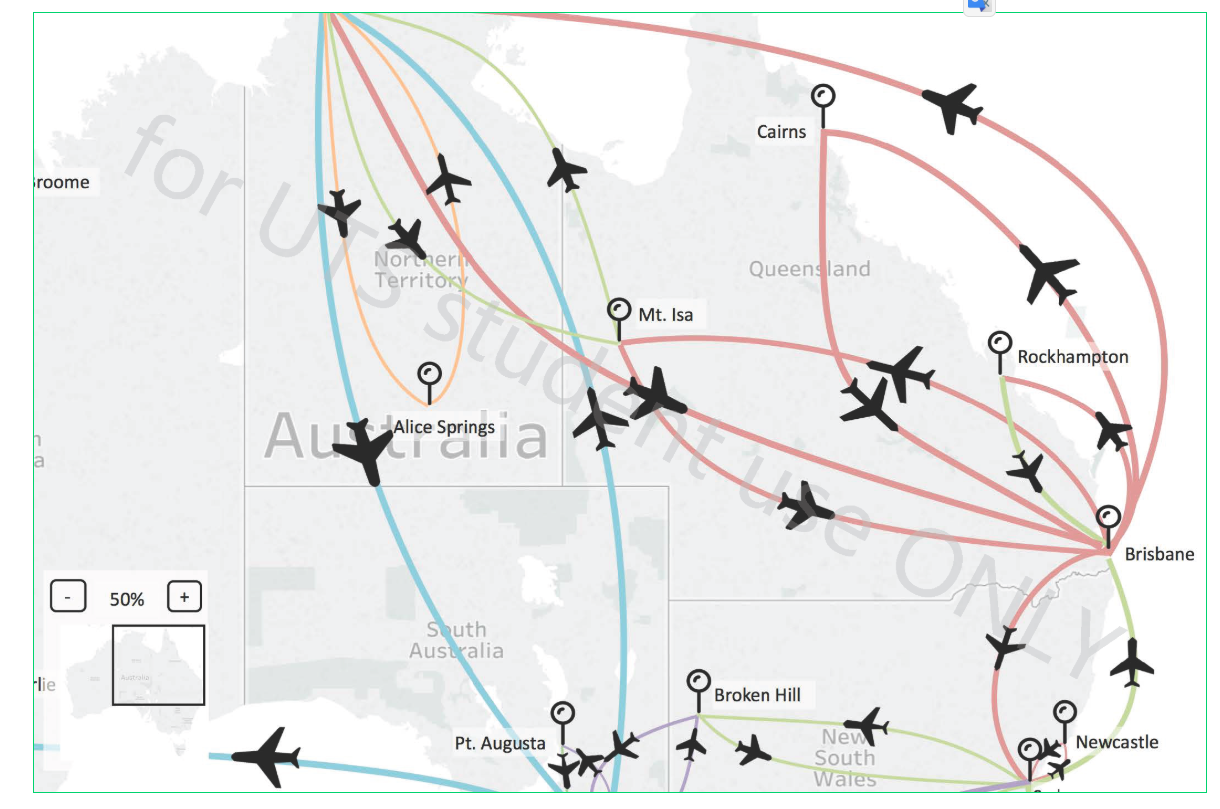 Cairns
Broome
Northern
Territory
Queensland
Mt. Isa
Rockhampton
Alice Springs
Australia
Brisbane
- 50% +
South
Australia
Australia
Broken Hill
Pt. Augusta
New
South
Wales
Newcastle
for UTS student use ONLY